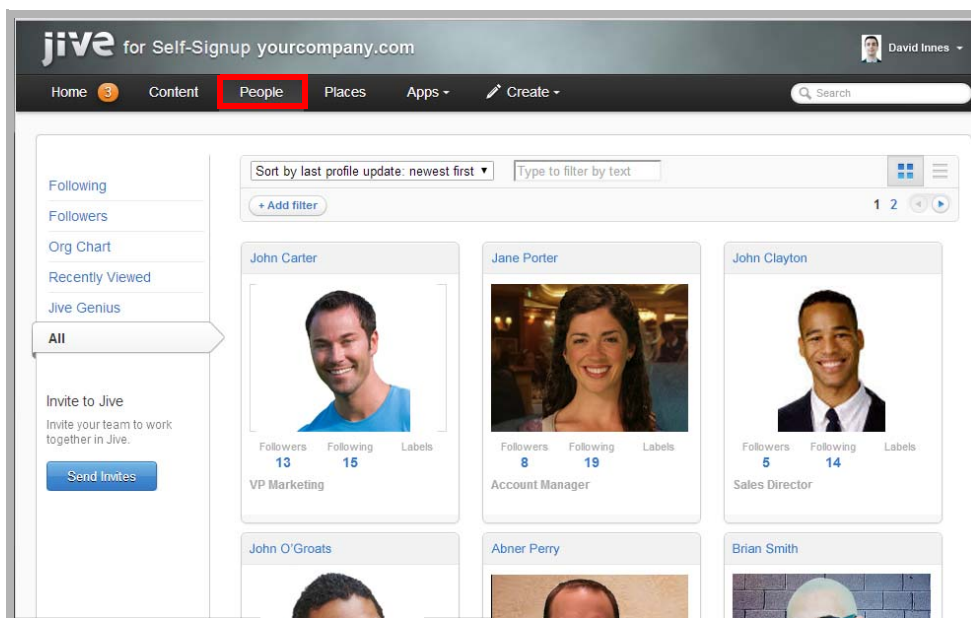 jive for Self-Signup yourcompany.com
David Innes
Home 3 Content People Places Apps Create
Search
Following
Followers
Org Chart
Recently Viewed
Jive Genius
All
Invite to Jive
Invite your team to work
together in Jive.
Send Invites
Sort by last profile update: newest first Type to filter by text
+ Add filter
1 2
John Carter
Followers Following Labels
13 15
VP Marketing
Jane Porter
Followers Following Labels
8 19
Account Manager
John Clayton
Followers Following Labels
5 14
Sales Director
John O'Groats
Abner Perry
Brian Smith